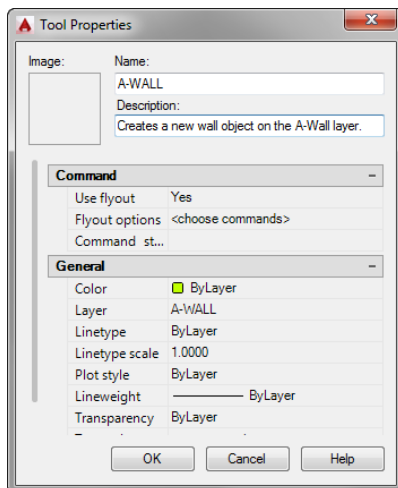 Tool Properties
Image:
Name:
A-WALL
Description:
Creates a new wall object on the A-Wall layer.
Command
Use flyout Yes
Flyout options <choose commands>
Command st...
General
Color ByLayer
Layer A-WALL
Linetype ByLayer
Linetype scale 1.0000
Plot style ByLayer
Lineweight ByLayer
Transparency ByLayer
OK Cancel Help